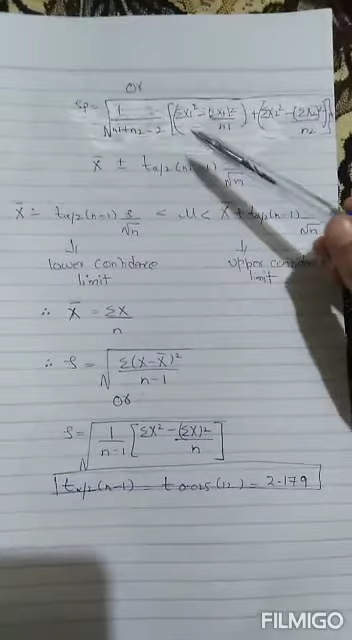 or
Sp = √ 1/(n1+n2-2) [(Σx1² - (Σx1)²/n1) + (Σx2² - (Σx2)²/n2)]
x̄ ± tα/2 (n-1) /√n
x̄ - tα/2(n-1) s/√n < μ < x̄ + tα/2(n-1) /√n
↓ ↓
lower confidence upper
limit limit
∴ x̄ = Σx/n
∴ s = √ Σ(x-x̄)²/(n-1)
or
s = √ 1/(n-1) [Σx² - (Σx)²/n]
tα/2(n-1) = t0.025(12) = 2.179
FILMIGO